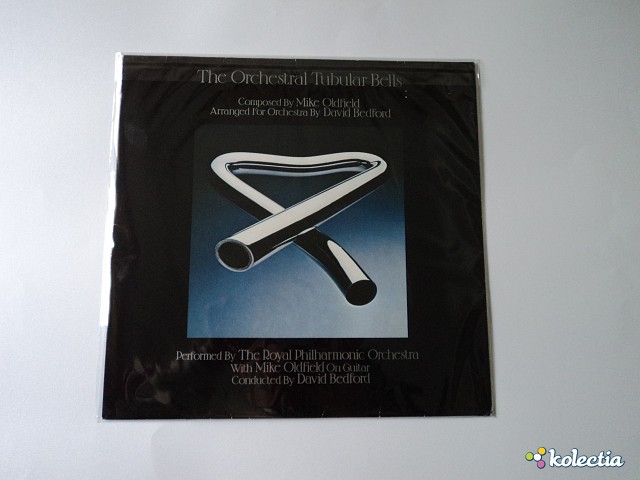 The Orchestral Tubular Bells
Composed By Mike Oldfield
Arranged For Orchestra By David Bedford
Performed By The Royal Philharmonic Orchestra
With Mike Oldfield On Guitar
Conducted By David Bedford
kolectia